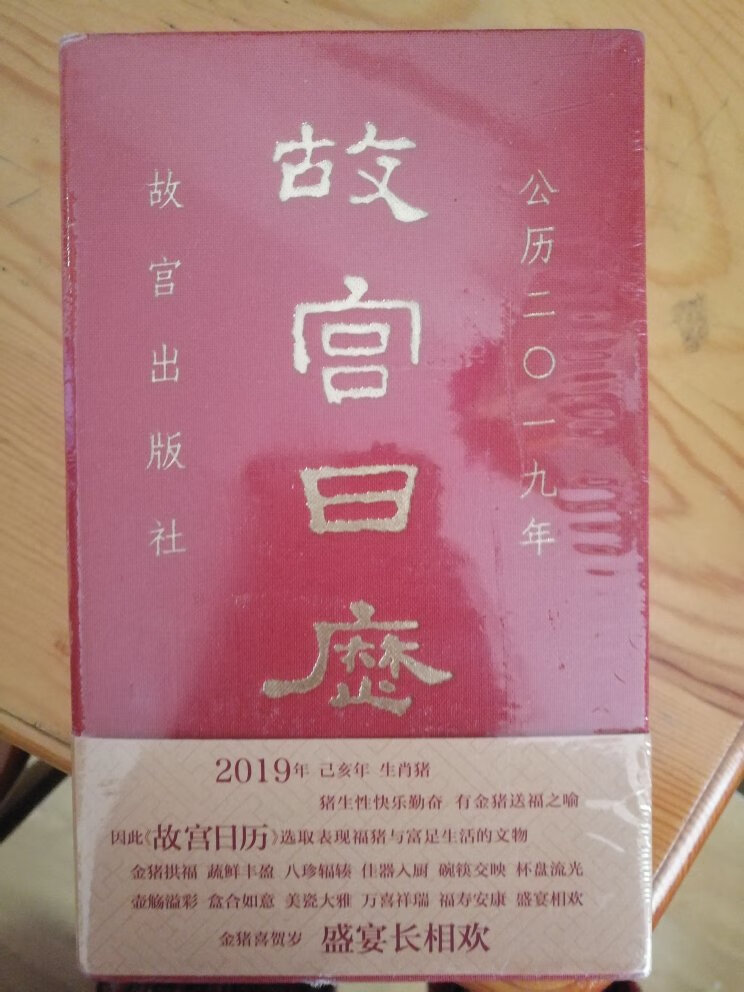 公历二〇一九年
故宫日历
故宫出版社
2019年 己亥年 生肖猪
猪生性快乐勤奋 有金猪送福之喻
因此《故宫日历》选取表现福猪与富足生活的文物
金猪拱福 蔬鲜丰盈 八珍辐辏 佳器入厨 碗筷交映 杯盘流光
壶觞溢彩 盒合如意 美瓷大雅 万喜祥瑞 福寿安康 盛宴相欢
金猪喜贺岁 盛宴长相欢